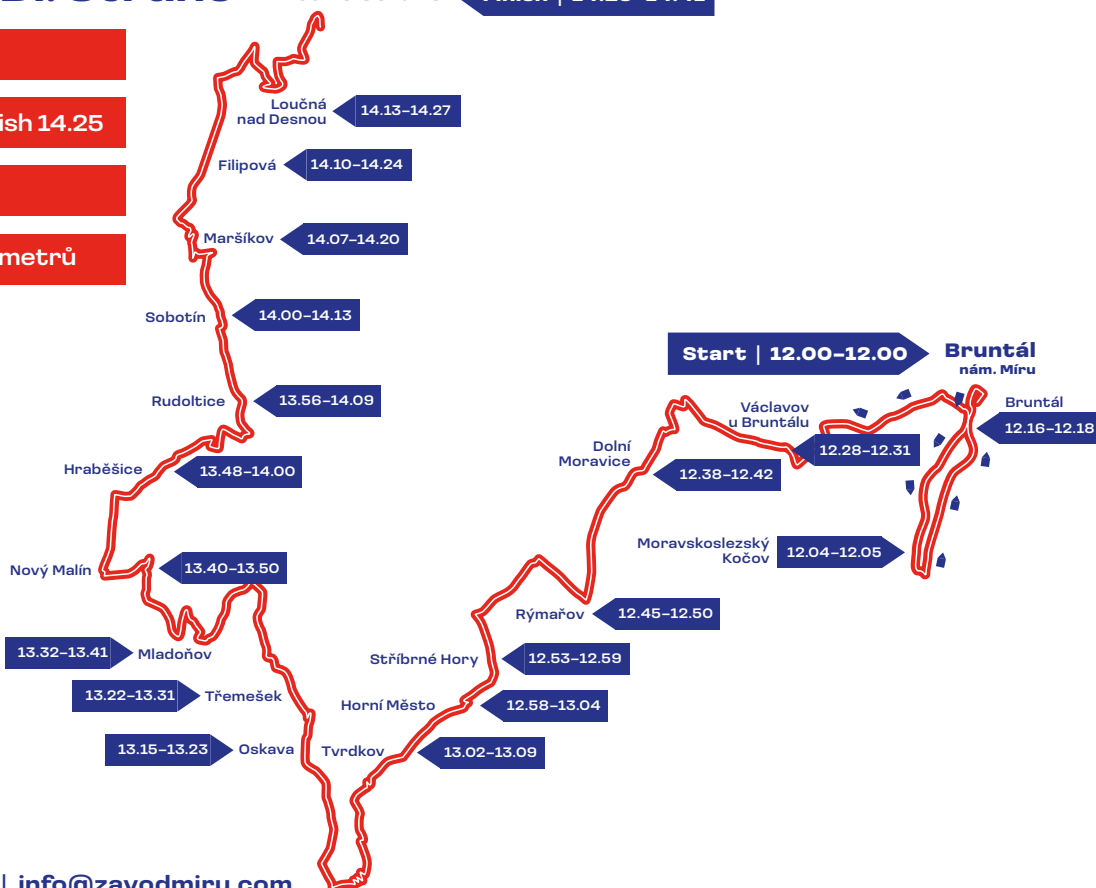 ish 14.25
metrů
Loučná
nad Desnou
14.13–14.27
Filipová
14.10–14.24
Maršíkov
14.07–14.20
Sobotín
14.00–14.13
Rudoltice
13.56–14.09
Hraběšice
13.48–14.00
Nový Malín
13.40–13.50
13.32–13.41
Mladoňov
13.22–13.31
Třemešek
13.15–13.23
Oskava
Tvrdkov
13.02–13.09
Horní Město
12.58–13.04
Stříbrné Hory
12.53–12.59
Rýmařov
12.45–12.50
Dolní
Moravice
12.38–12.42
Václavov
u Bruntálu
12.28–12.31
Start | 12.00–12.00
Bruntál
nám. Míru
Bruntál
12.16–12.18
Moravskoslezský
Kočov
12.04–12.05
| info@zavodmiru.com